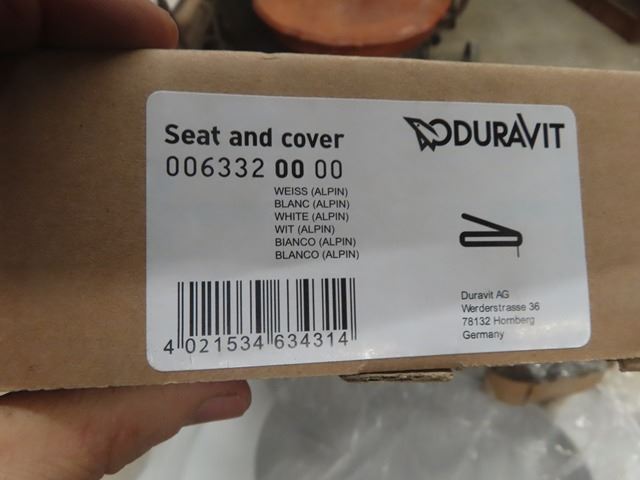 Seat and cover
DURAVIT
006332 00 00
WEISS (ALPIN)
BLANC (ALPIN)
WHITE (ALPIN)
WIT (ALPIN)
BIANCO (ALPIN)
BLANCO (ALPIN)
4 021534 634314
Duravit AG
Werderstrasse 36
78132 Hornberg
Germany